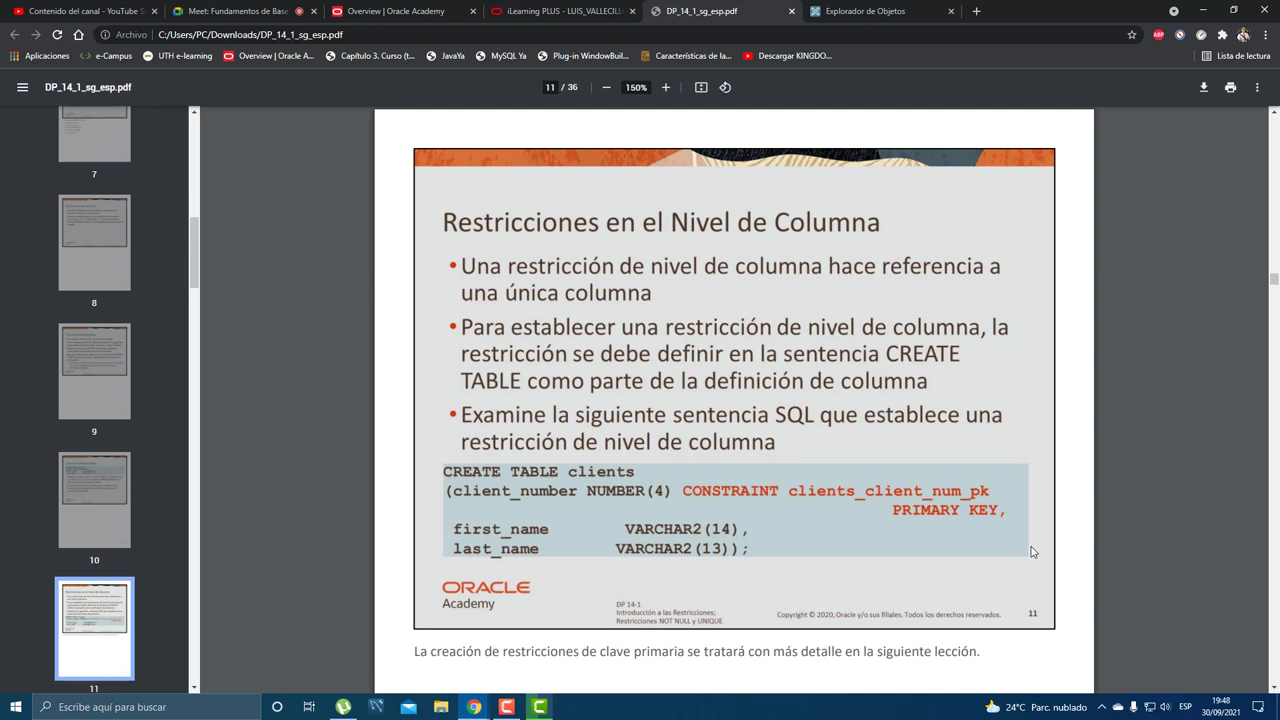 Contenido del canal - YouTube S
Meet: Fundamentos de Base
Overview | Oracle Academy
iLearning PLUS - LUIS_VALLECILL
DP_14_1_sg_esp.pdf
Explorador de Objetos
Archivo
C:/Users/PC/Downloads/DP_14_1_sg_esp.pdf
ABP
Aplicaciones
e-Campus
UTH e-learning
Overview | Oracle A...
Capítulo 3. Curso (t...
JavaYa
MySQL Ya
Plug-in WindowBuil...
Características de la...
Descargar KINGDO...
Lista de lectura
DP_14_1_sg_esp.pdf
11 / 36
150%
7
8
9
10
11
Restricciones en el Nivel de Columna
•Una restricción de nivel de columna hace referencia a
una única columna
•Para establecer una restricción de nivel de columna, la
restricción se debe definir en la sentencia CREATE
TABLE como parte de la definición de columna
•Examine la siguiente sentencia SQL que establece una
restricción de nivel de columna
CREATE TABLE clients
(client_number NUMBER(4) CONSTRAINT clients_client_num_pk
PRIMARY KEY,
first_name VARCHAR2(14),
last_name VARCHAR2(13));
ORACLE
Academy
DP 14-1
Introducción a las Restricciones;
Restricciones NOT NULL y UNIQUE
Copyright © 2020, Oracle y/o sus filiales. Todos los derechos reservados.
11
La creación de restricciones de clave primaria se tratará con más detalle en la siguiente lección.
Escribe aquí para buscar
24°C Parc. nublado
ESP
19:48
30/09/2021